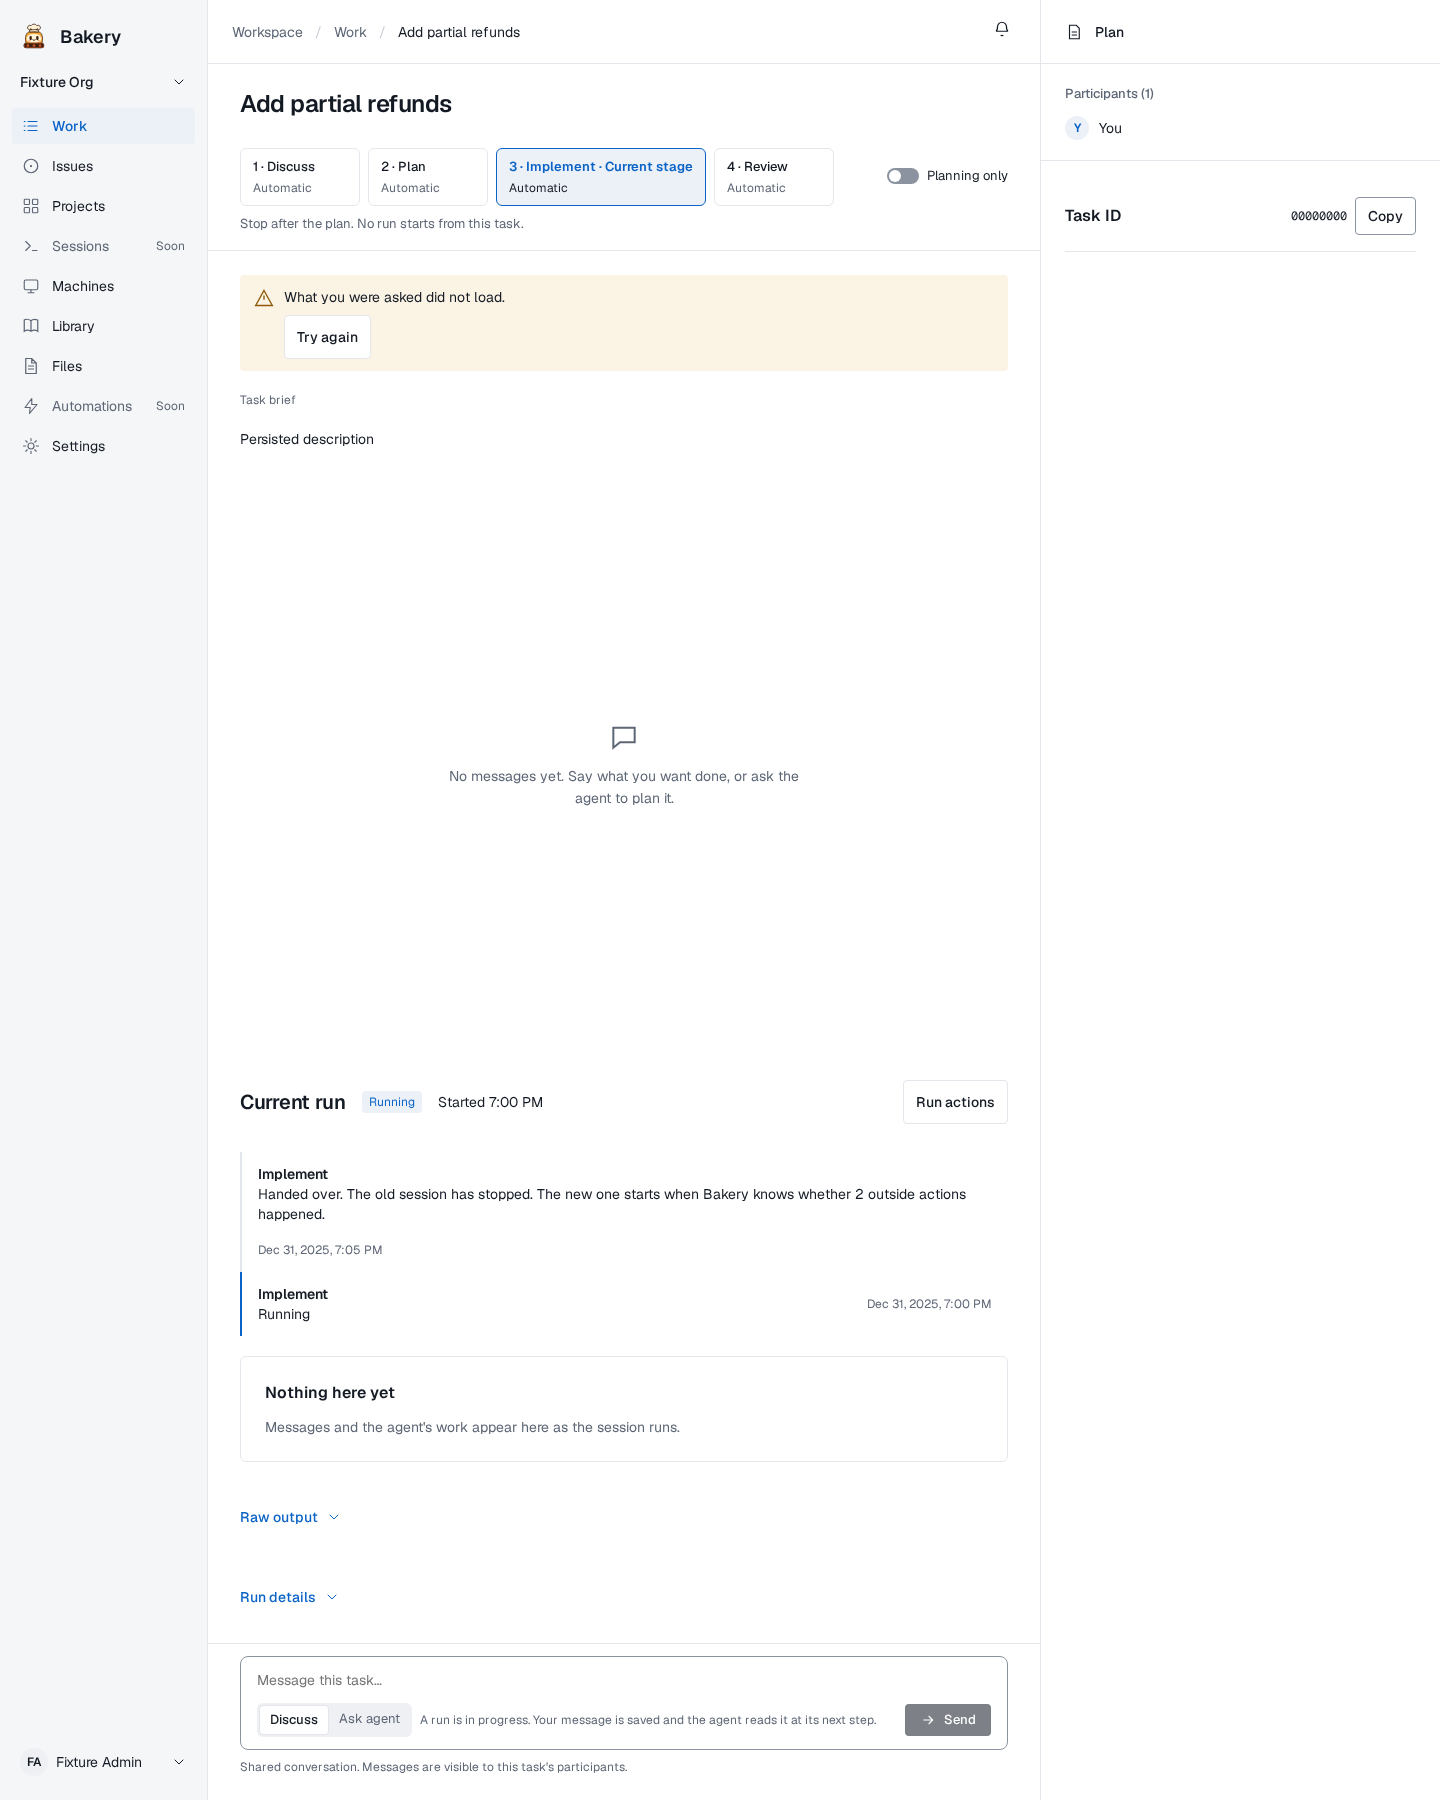 Bakery
Fixture Org
Work
Issues
Projects
Sessions Soon
Machines
Library
Files
Automations Soon
Settings
FA Fixture Admin
Workspace / Work / Add partial refunds
Add partial refunds
1 · Discuss
Automatic
2 · Plan
Automatic
3 · Implement · Current stage
Automatic
4 · Review
Automatic
Planning only
Stop after the plan. No run starts from this task.
What you were asked did not load.
Try again
Task brief
Persisted description
No messages yet. Say what you want done, or ask the
agent to plan it.
Current run Running Started 7:00 PM Run actions
Implement
Handed over. The old session has stopped. The new one starts when Bakery knows whether 2 outside actions
happened.
Dec 31, 2025, 7:05 PM
Implement
Running
Dec 31, 2025, 7:00 PM
Nothing here yet
Messages and the agent's work appear here as the session runs.
Raw output
Run details
Message this task...
Discuss Ask agent A run is in progress. Your message is saved and the agent reads it at its next step. Send
Shared conversation. Messages are visible to this task's participants.
Plan
Participants (1)
Y You
Task ID 00000000 Copy